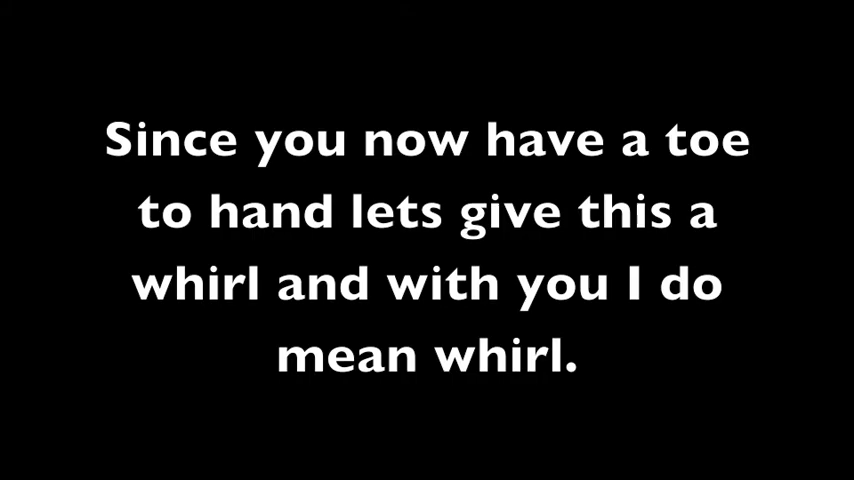 Since you now have a toe
to hand lets give this a
whirl and with you I do
mean whirl.